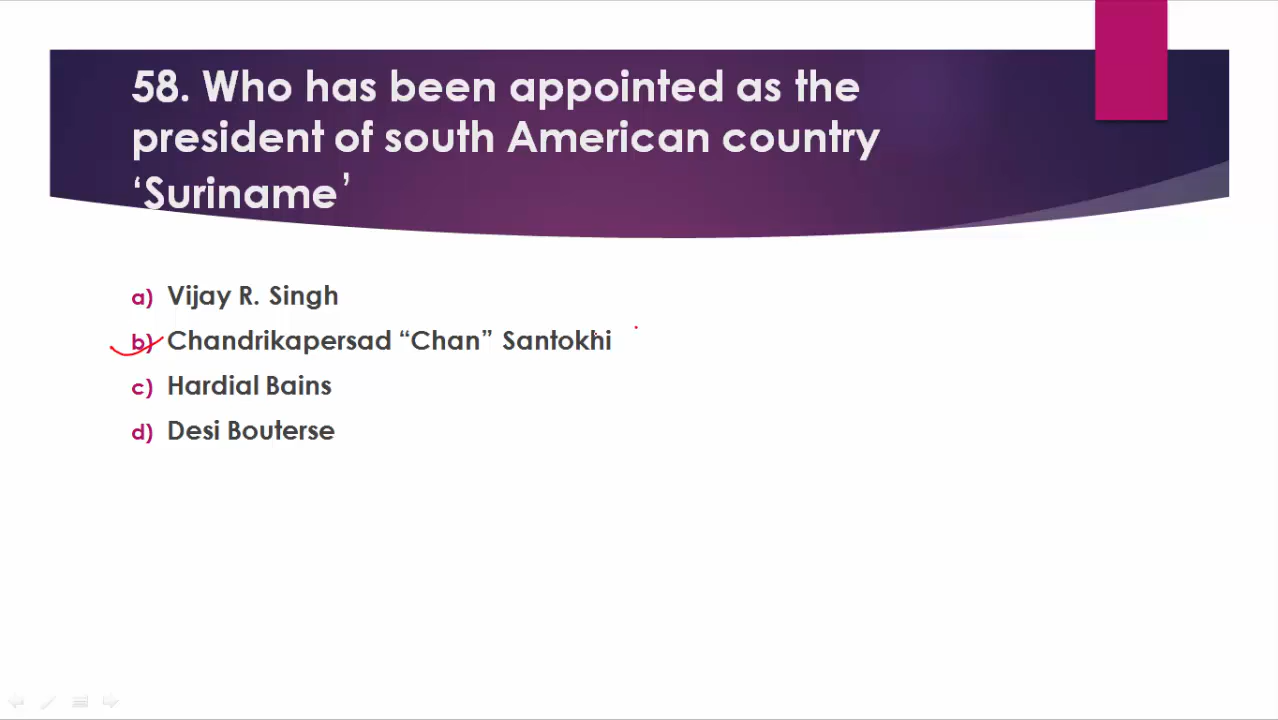 58. Who has been appointed as the
president of south American country
‘Suriname’
a) Vijay R. Singh
b) Chandrikapersad “Chan” Santokhi
c) Hardial Bains
d) Desi Bouterse